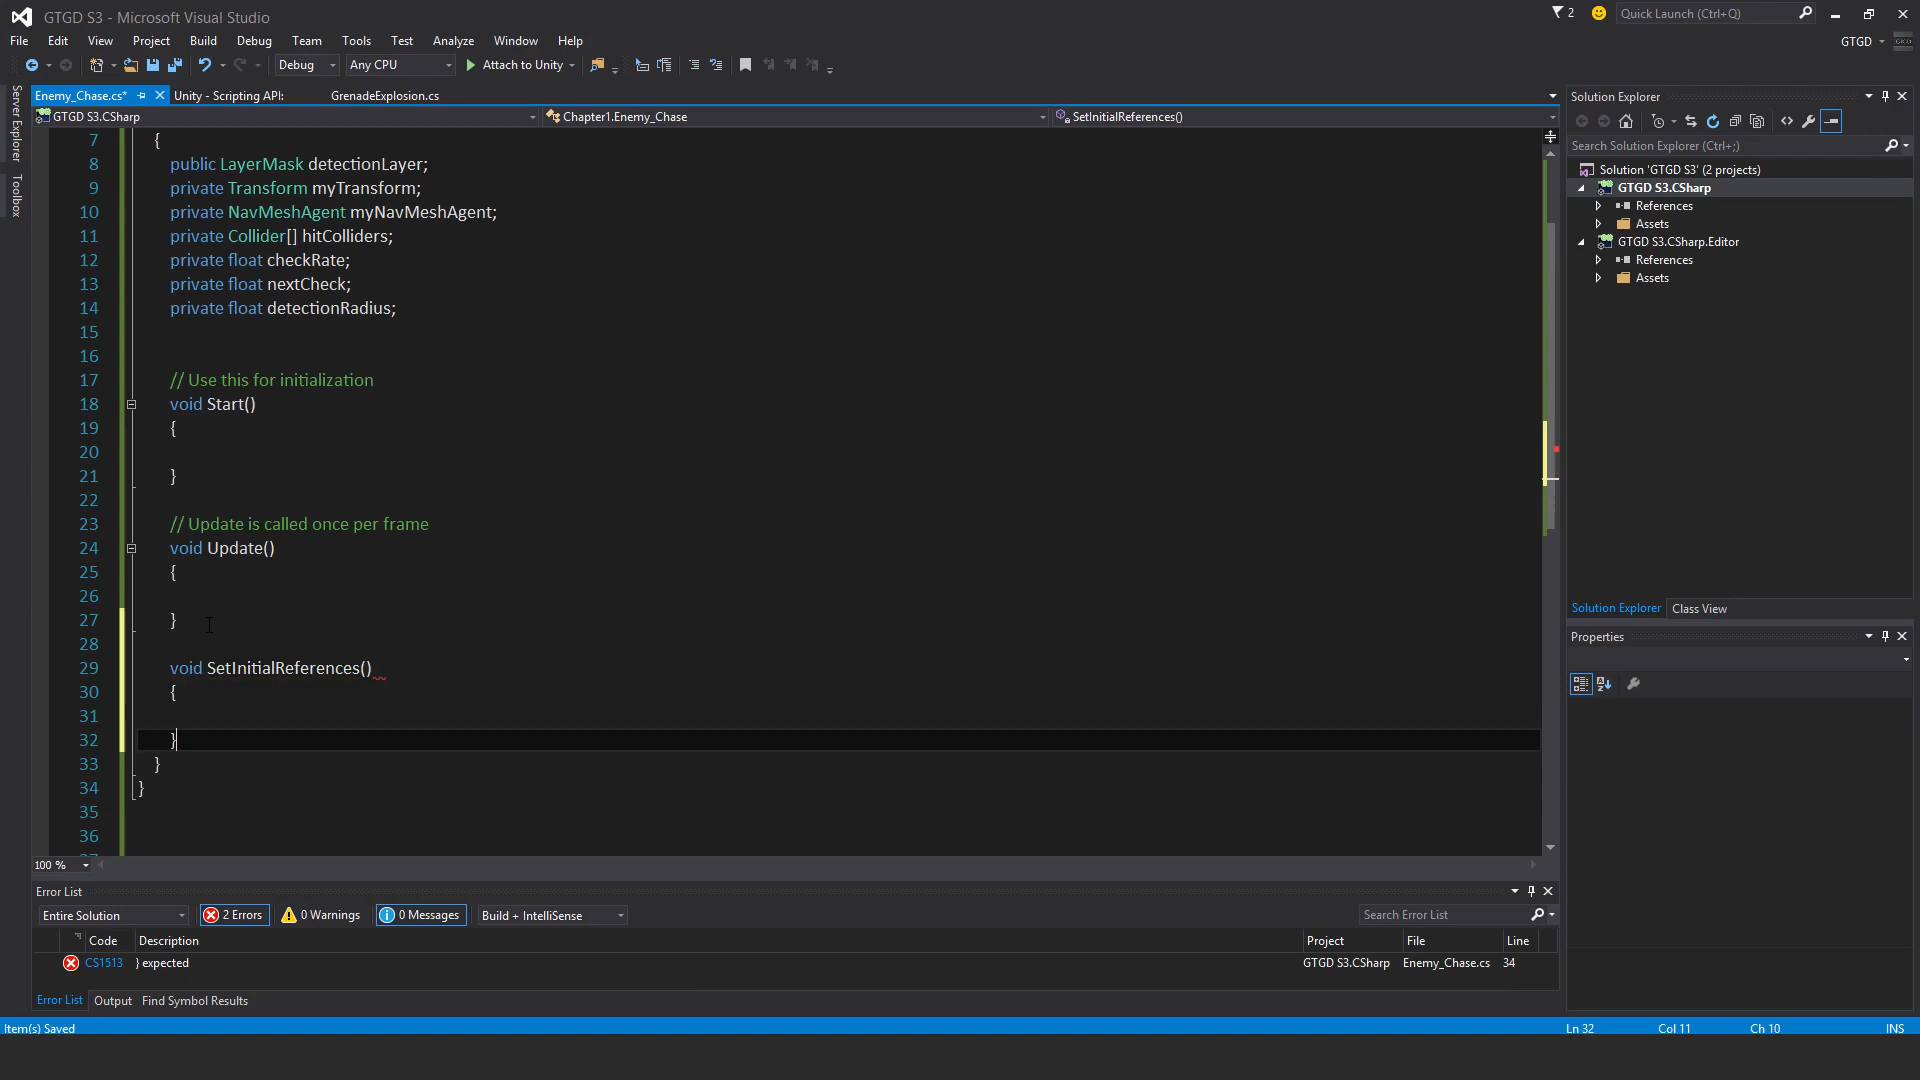 GTGD S3 - Microsoft Visual Studio
2
Quick Launch (Ctrl+Q)
File Edit View Project Build Debug Team Tools Test Analyze Window Help
GTGD
Debug Any CPU Attach to Unity
Server Explorer
Toolbox
Enemy_Chase.cs* Unity - Scripting API: GrenadeExplosion.cs
GTGD S3.CSharp Chapter1.Enemy_Chase SetInitialReferences()
7 {
8 public LayerMask detectionLayer;
9 private Transform myTransform;
10 private NavMeshAgent myNavMeshAgent;
11 private Collider[] hitColliders;
12 private float checkRate;
13 private float nextCheck;
14 private float detectionRadius;
15
16
17 // Use this for initialization
18 void Start()
19 {
20
21 }
22
23 // Update is called once per frame
24 void Update()
25 {
26
27 }
28
29 void SetInitialReferences()
30 {
31
32 }
33 }
34 }
35
36
100 %
Solution Explorer
Search Solution Explorer (Ctrl+;)
Solution 'GTGD S3' (2 projects)
GTGD S3.CSharp
References
Assets
GTGD S3.CSharp.Editor
References
Assets
Solution Explorer Class View
Properties
Error List
Entire Solution 2 Errors 0 Warnings 0 Messages Build + IntelliSense Search Error List
Code Description Project File Line
CS1513 } expected GTGD S3.CSharp Enemy_Chase.cs 34
Error List Output Find Symbol Results
Item(s) Saved Ln 32 Col 11 Ch 10 INS